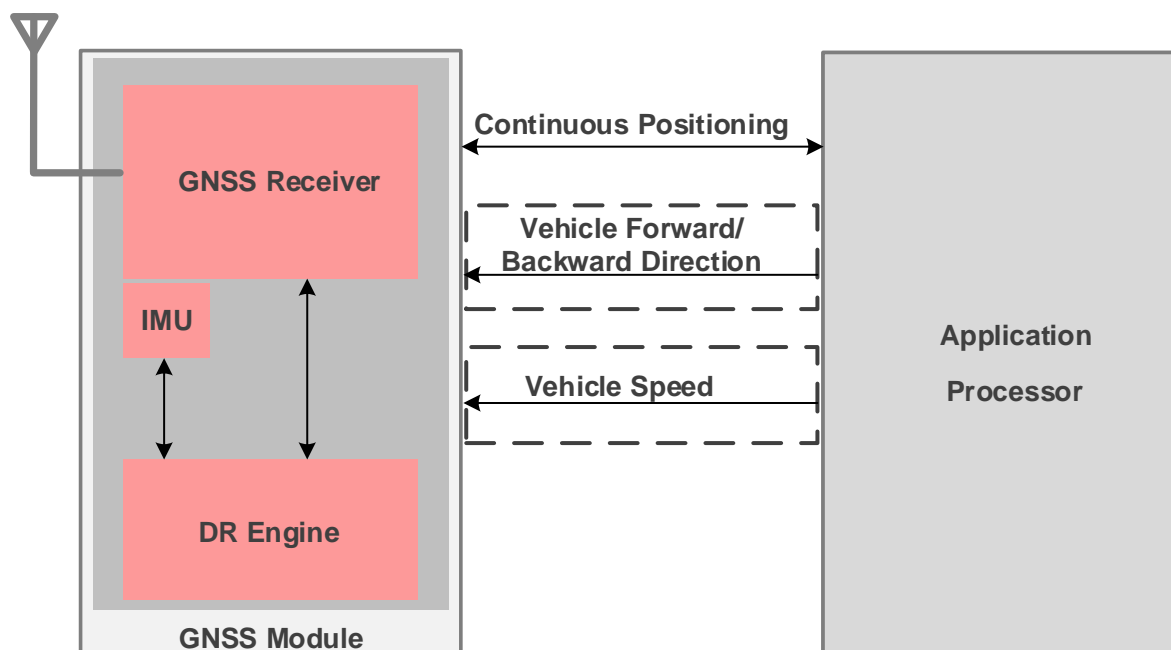 Continuous Positioning
GNSS Receiver
Vehicle Forward/
Backward Direction
IMU
Application
Processor
Vehicle Speed
DR Engine
GNSS Module